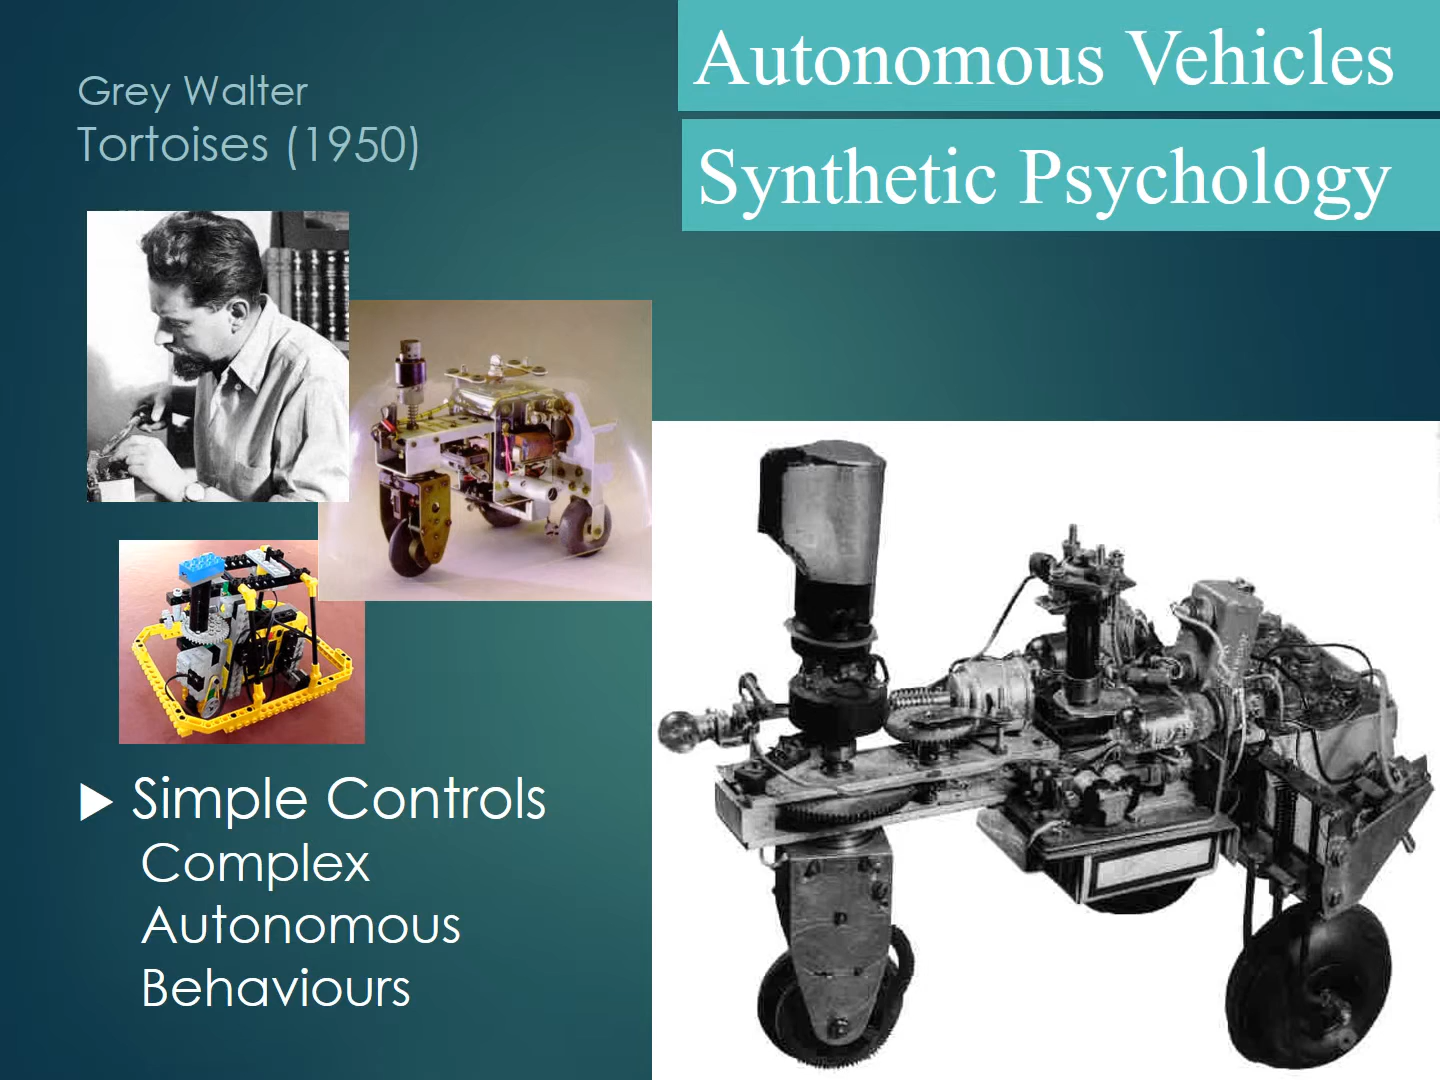 Grey Walter
Tortoises (1950)
Autonomous Vehicles
Synthetic Psychology
Simple Controls
Complex
Autonomous
Behaviours